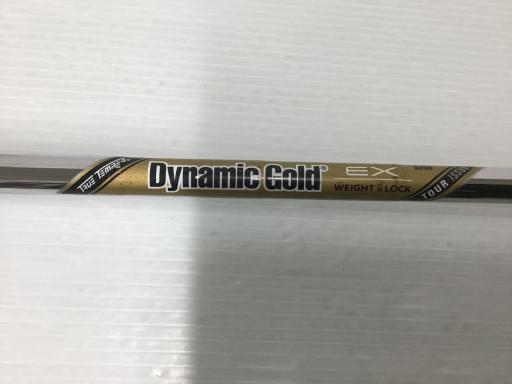 TRUE TEMPER®
Dynamic Gold®
EX
WEIGHT LOCK
TOUR ISSUE